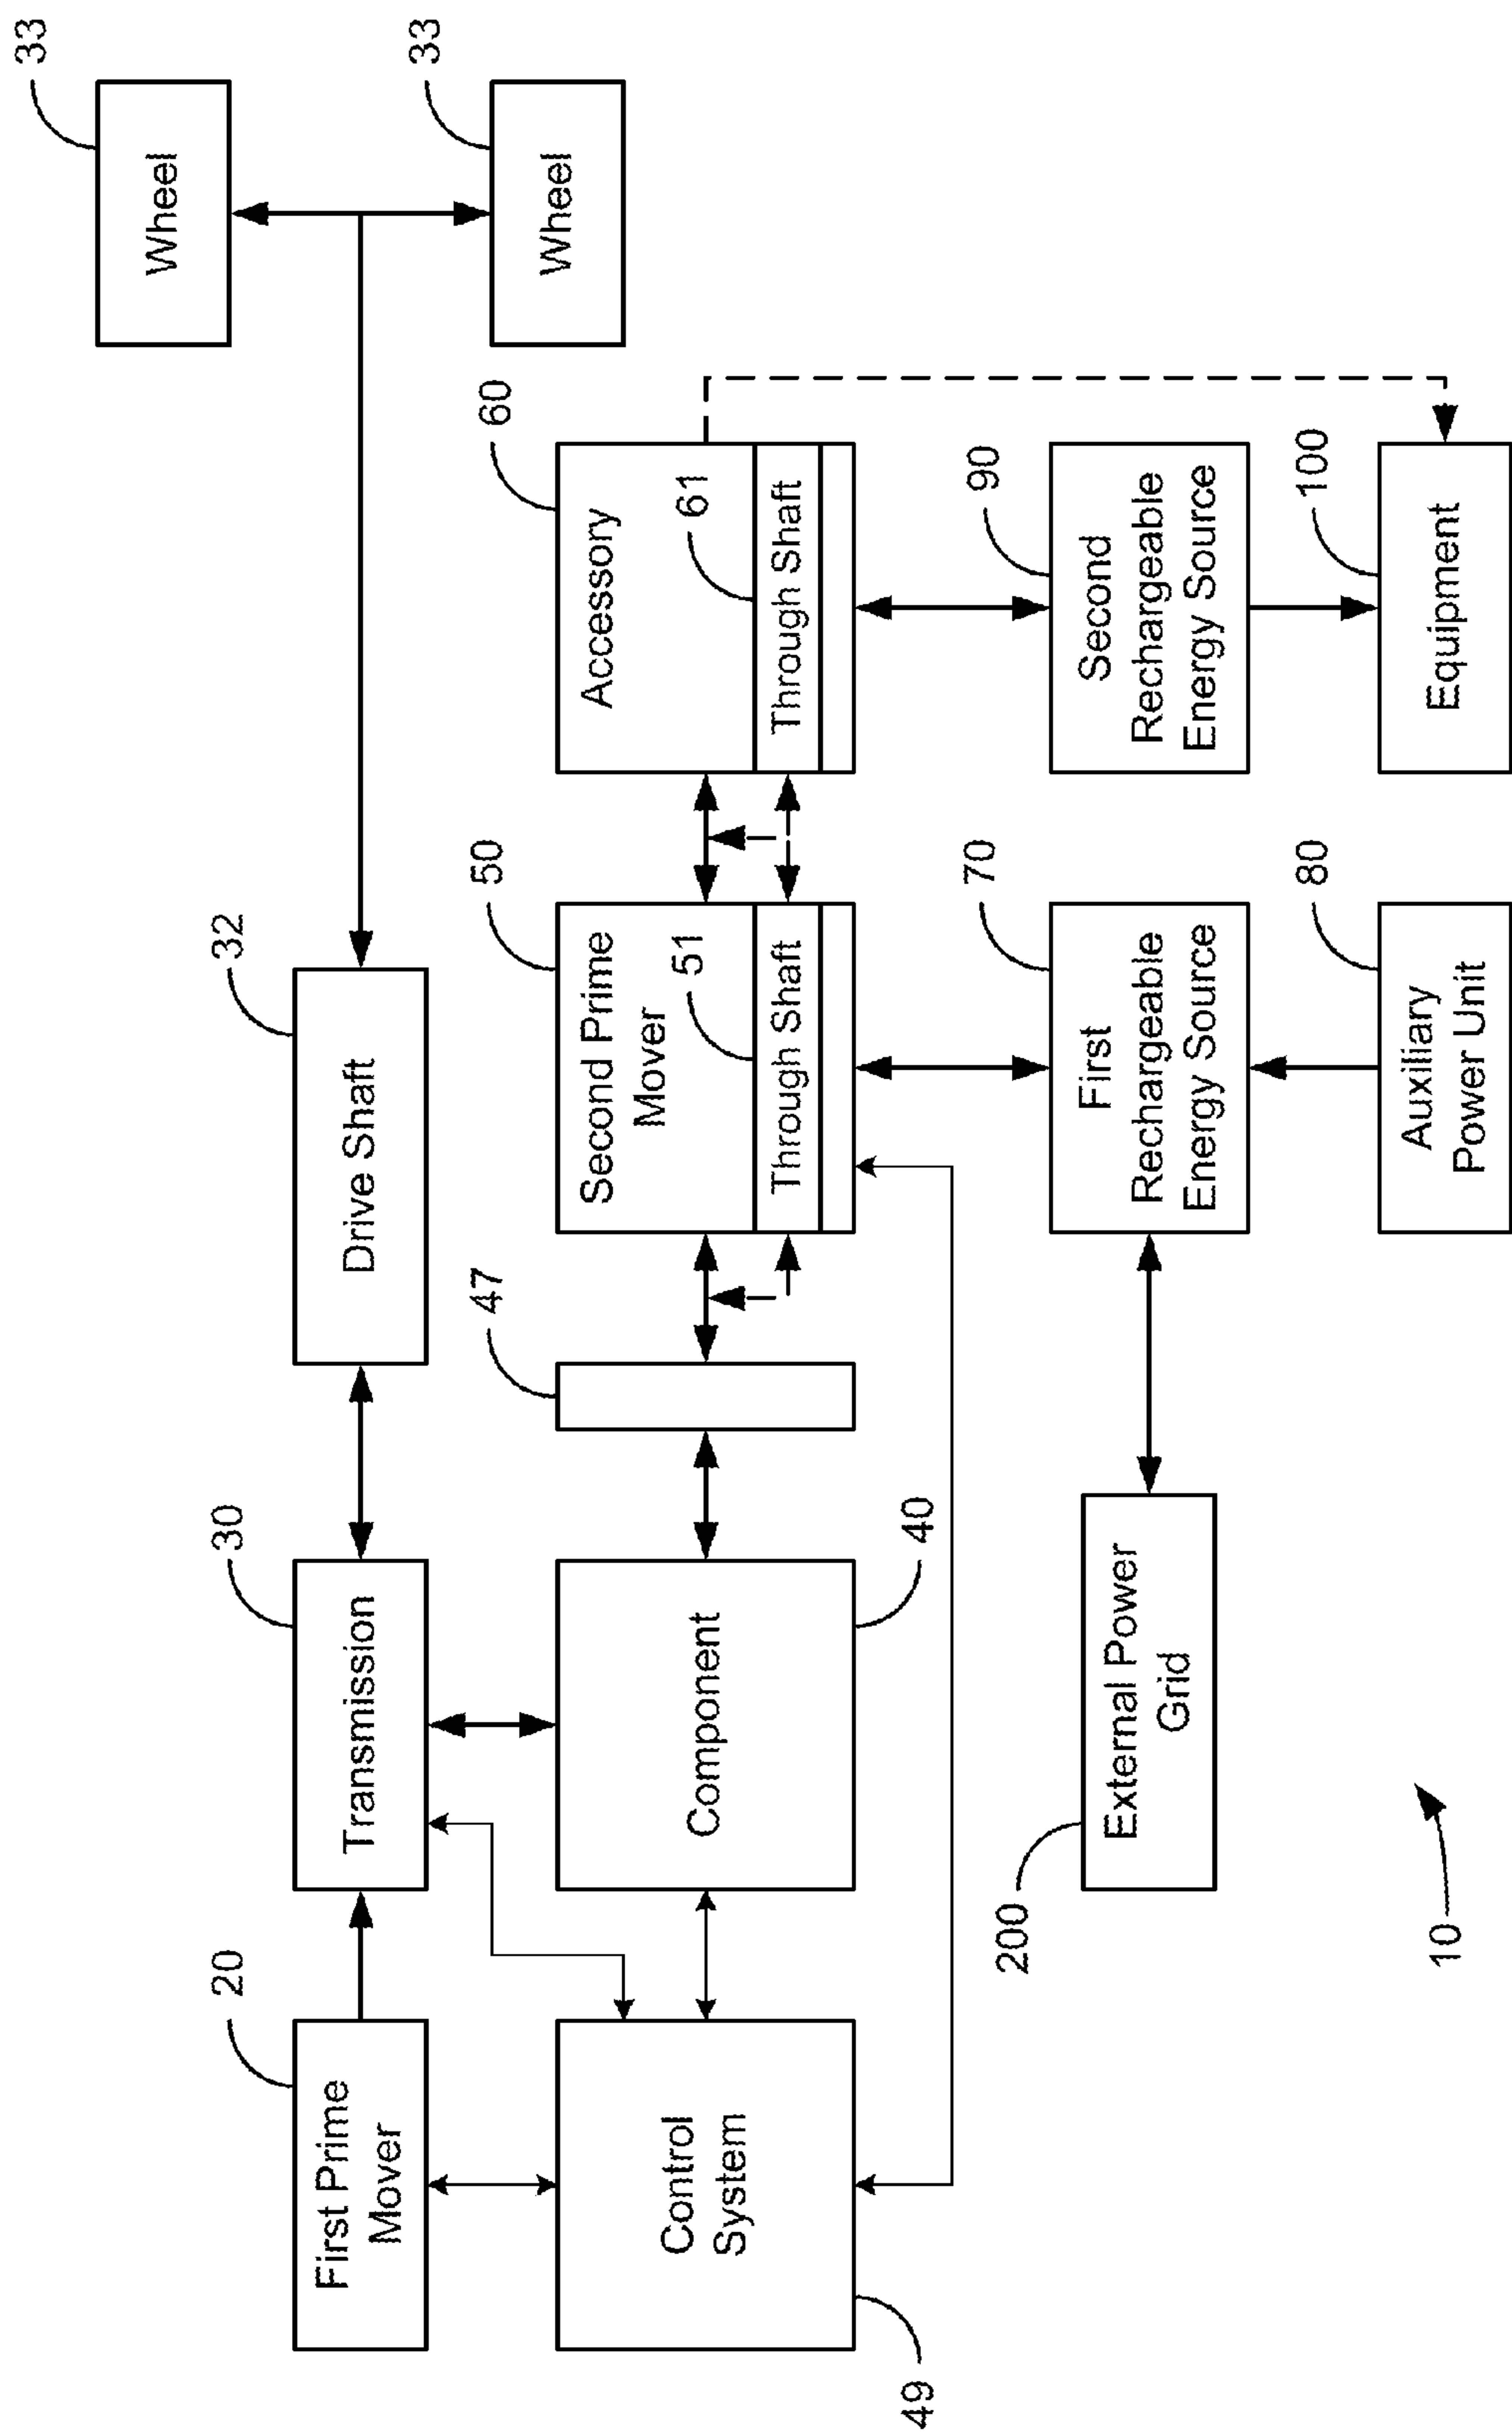 33
Wheel
33
Wheel
20
First Prime
Mover
30
Transmission
32
Drive Shaft
49
Control
System
40
Component
47
50
Second Prime
Mover
51
Through Shaft
60
Accessory
61
Through Shaft
200
External Power
Grid
70
First
Rechargeable
Energy Source
90
Second
Rechargeable
Energy Source
80
Auxiliary
Power Unit
100
Equipment
10